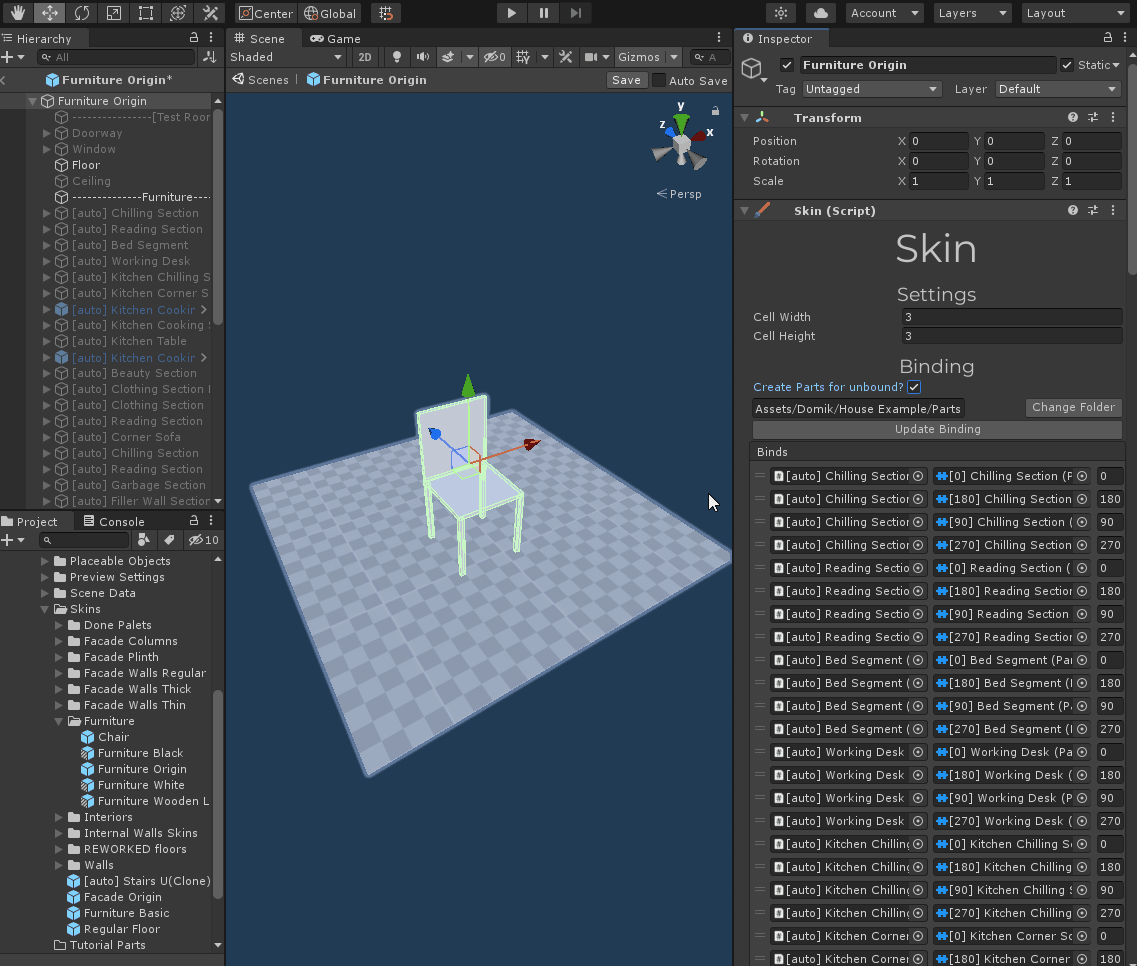 Center Global Account Layers Layout
Hierarchy
All
Furniture Origin*
Furniture Origin
----------------[Test Roor
Doorway
Window
Floor
Ceiling
--------------Furniture----
[auto] Chilling Section
[auto] Reading Section
[auto] Bed Segment
[auto] Working Desk
[auto] Kitchen Chilling S
[auto] Kitchen Corner S
[auto] Kitchen Cookir
[auto] Kitchen Cooking
[auto] Kitchen Table
[auto] Kitchen Cookir
[auto] Beauty Section
[auto] Clothing Section
[auto] Clothing Section
[auto] Reading Section
[auto] Corner Sofa
[auto] Chilling Section
[auto] Reading Section
[auto] Garbage Section
[auto] Filler Wall Section
Project Console
10
Placeable Objects
Preview Settings
Scene Data
Skins
Done Palets
Facade Columns
Facade Plinth
Facade Walls Regular
Facade Walls Thick
Facade Walls Thin
Furniture
Chair
Furniture Black
Furniture Origin
Furniture White
Furniture Wooden L
Interiors
Internal Walls Skins
REWORKED floors
Walls
[auto] Stairs U(Clone)
Facade Origin
Furniture Basic
Regular Floor
Tutorial Parts
Scene Game
Shaded 2D 0 Gizmos A
Scenes Furniture Origin Save Auto Save
y
z x
Persp
Inspector
Furniture Origin Static
Tag Untagged Layer Default
Transform
Position X 0 Y 0 Z 0
Rotation X 0 Y 0 Z 0
Scale X 1 Y 1 Z 1
Skin (Script)
Skin
Settings
Cell Width 3
Cell Height 3
Binding
Create Parts for unbound?
Assets/Domik/House Example/Parts Change Folder
Update Binding
Binds
[auto] Chilling Section [0] Chilling Section (P 0
[auto] Chilling Section [180] Chilling Section 180
[auto] Chilling Section [90] Chilling Section ( 90
[auto] Chilling Section [270] Chilling Section 270
[auto] Reading Sectio [0] Reading Section ( 0
[auto] Reading Sectio [180] Reading Section 180
[auto] Reading Sectio [90] Reading Section 90
[auto] Reading Sectio [270] Reading Section 270
[auto] Bed Segment ( [0] Bed Segment (Pai 0
[auto] Bed Segment ( [180] Bed Segment ( 180
[auto] Bed Segment ( [90] Bed Segment (P 90
[auto] Bed Segment ( [270] Bed Segment ( 270
[auto] Working Desk [0] Working Desk (Pa 0
[auto] Working Desk [180] Working Desk ( 180
[auto] Working Desk [90] Working Desk (P 90
[auto] Working Desk [270] Working Desk ( 270
[auto] Kitchen Chilling [0] Kitchen Chilling S 0
[auto] Kitchen Chilling [180] Kitchen Chilling 180
[auto] Kitchen Chilling [90] Kitchen Chilling 90
[auto] Kitchen Chilling [270] Kitchen Chilling 270
[auto] Kitchen Corner [0] Kitchen Corner Sc 0
[auto] Kitchen Corner [180] Kitchen Corner 180